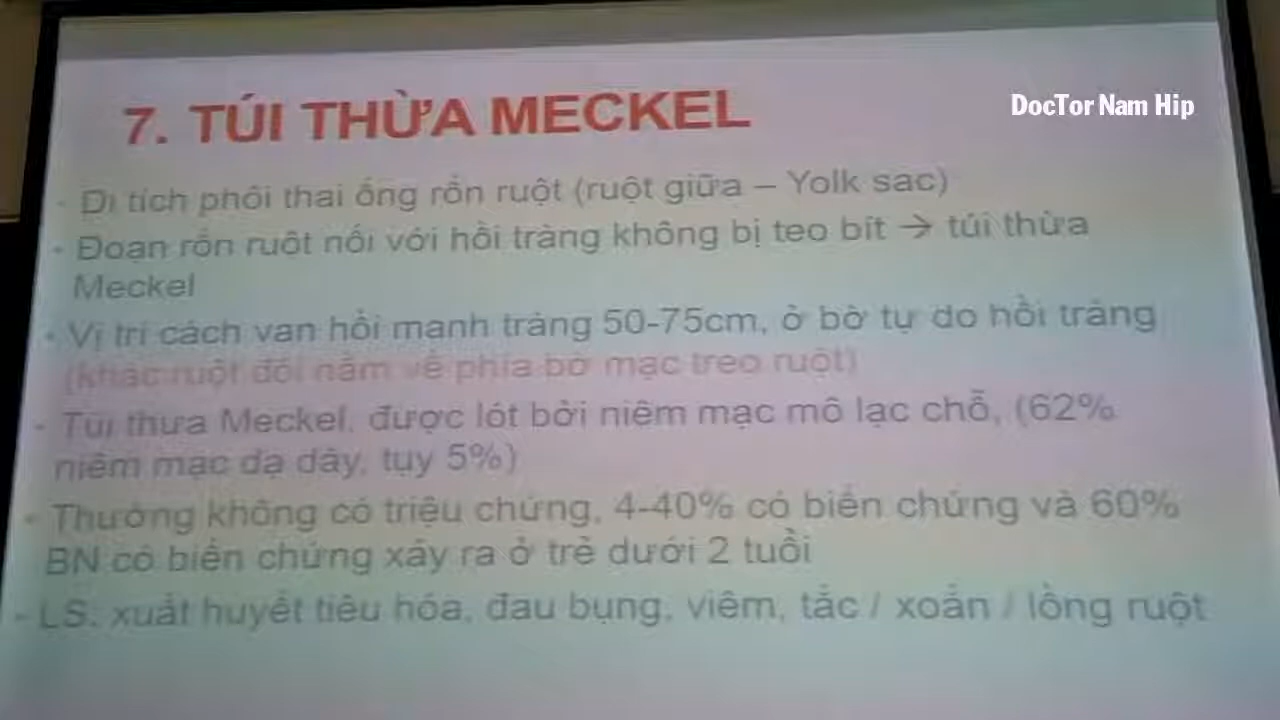 7. TÚI THỪA MECKEL
DocTor Nam Hip
- Di tích phôi thai ống rốn ruột (ruột giữa – Yolk sac)
- Đoạn rốn ruột nối với hồi tràng không bị teo bít → túi thừa
Meckel
- Vị trí cách van hồi manh tràng 50-75cm, ở bờ tự do hồi tràng
(khác ruột đôi nằm về phía bờ mạc treo ruột)
- Túi thừa Meckel, được lót bởi niêm mạc mô lạc chỗ, (62%
niêm mạc dạ dày, tụy 5%)
- Thường không có triệu chứng, 4-40% có biến chứng và 60%
BN có biến chứng xảy ra ở trẻ dưới 2 tuổi
- LS: xuất huyết tiêu hóa, đau bụng, viêm, tắc / xoắn / lồng ruột